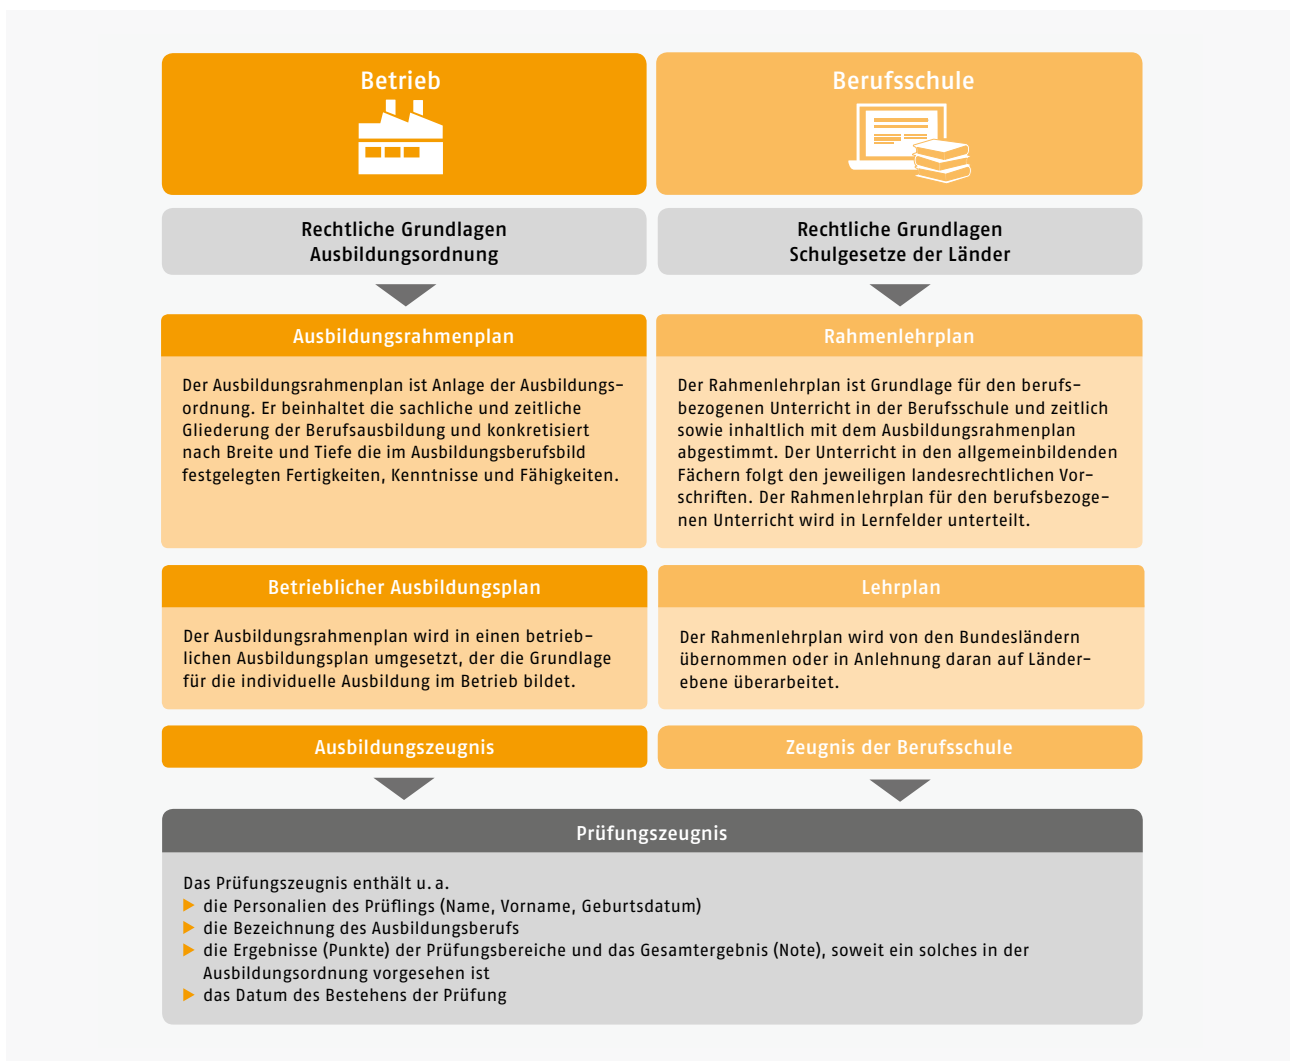 Betrieb
Berufsschule
Rechtliche Grundlagen
Ausbildungsordnung
Rechtliche Grundlagen
Schulgesetze der Länder
Ausbildungsrahmenplan
Der Ausbildungsrahmenplan ist Anlage der Ausbildungs-
ordnung. Er beinhaltet die sachliche und zeitliche
Gliederung der Berufsausbildung und konkretisiert
nach Breite und Tiefe die im Ausbildungsberufsbild
festgelegten Fertigkeiten, Kenntnisse und Fähigkeiten.
Rahmenlehrplan
Der Rahmenlehrplan ist Grundlage für den berufs-
bezogenen Unterricht in der Berufsschule und zeitlich
sowie inhaltlich mit dem Ausbildungsrahmenplan
abgestimmt. Der Unterricht in den allgemeinbildenden
Fächern folgt den jeweiligen landesrechtlichen Vor-
schriften. Der Rahmenlehrplan für den berufsbezoge-
nen Unterricht wird in Lernfelder unterteilt.
Betrieblicher Ausbildungsplan
Der Ausbildungsrahmenplan wird in einen betrieb-
lichen Ausbildungsplan umgesetzt, der die Grundlage
für die individuelle Ausbildung im Betrieb bildet.
Lehrplan
Der Rahmenlehrplan wird von den Bundesländern
übernommen oder in Anlehnung daran auf Länder-
ebene überarbeitet.
Ausbildungszeugnis
Zeugnis der Berufsschule
Prüfungszeugnis
Das Prüfungszeugnis enthält u. a.
die Personalien des Prüflings (Name, Vorname, Geburtsdatum)
die Bezeichnung des Ausbildungsberufs
die Ergebnisse (Punkte) der Prüfungsbereiche und das Gesamtergebnis (Note), soweit ein solches in der
Ausbildungsordnung vorgesehen ist
das Datum des Bestehens der Prüfung